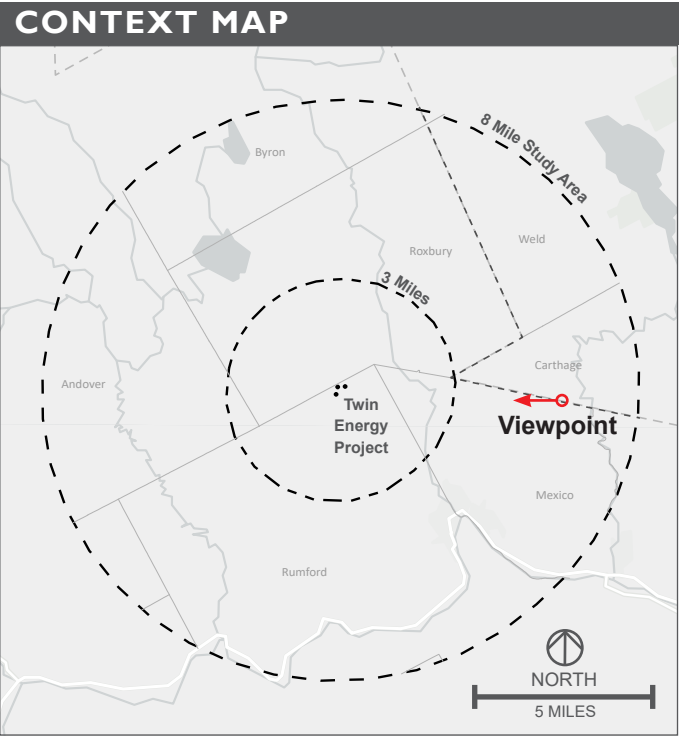 CONTEXT MAP
8 Mile Study Area
Byron
Weld
Roxbury
3 Miles
Carthage
Andover
Twin
Energy
Project
Viewpoint
Mexico
Rumford
NORTH
5 MILES